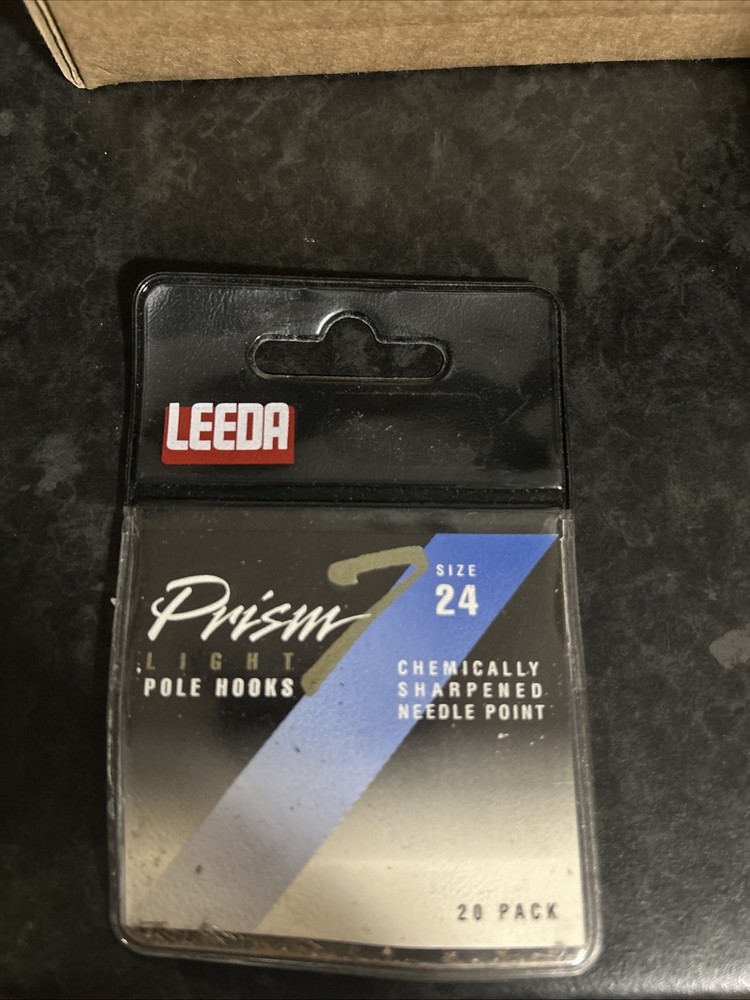 LEEDA
Prism 7
LIGHT
POLE HOOKS
SIZE
24
CHEMICALLY
SHARPENED
NEEDLE POINT
20 PACK